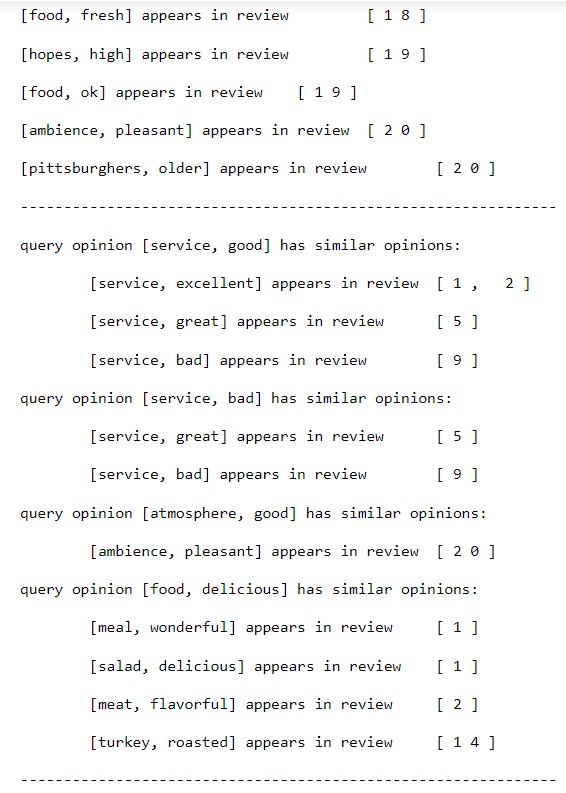 [food, fresh] appears in review [ 1 8 ]
[hopes, high] appears in review [ 1 9 ]
[food, ok] appears in review [ 1 9 ]
[ambience, pleasant] appears in review [ 2 0 ]
[pittsburghers, older] appears in review [ 2 0 ]
--------------------------------------------------------------
query opinion [service, good] has similar opinions:
[service, excellent] appears in review [ 1 , 2 ]
[service, great] appears in review [ 5 ]
[service, bad] appears in review [ 9 ]
query opinion [service, bad] has similar opinions:
[service, great] appears in review [ 5 ]
[service, bad] appears in review [ 9 ]
query opinion [atmosphere, good] has similar opinions:
[ambience, pleasant] appears in review [ 2 0 ]
query opinion [food, delicious] has similar opinions:
[meal, wonderful] appears in review [ 1 ]
[salad, delicious] appears in review [ 1 ]
[meat, flavorful] appears in review [ 2 ]
[turkey, roasted] appears in review [ 1 4 ]
--------------------------------------------------------------